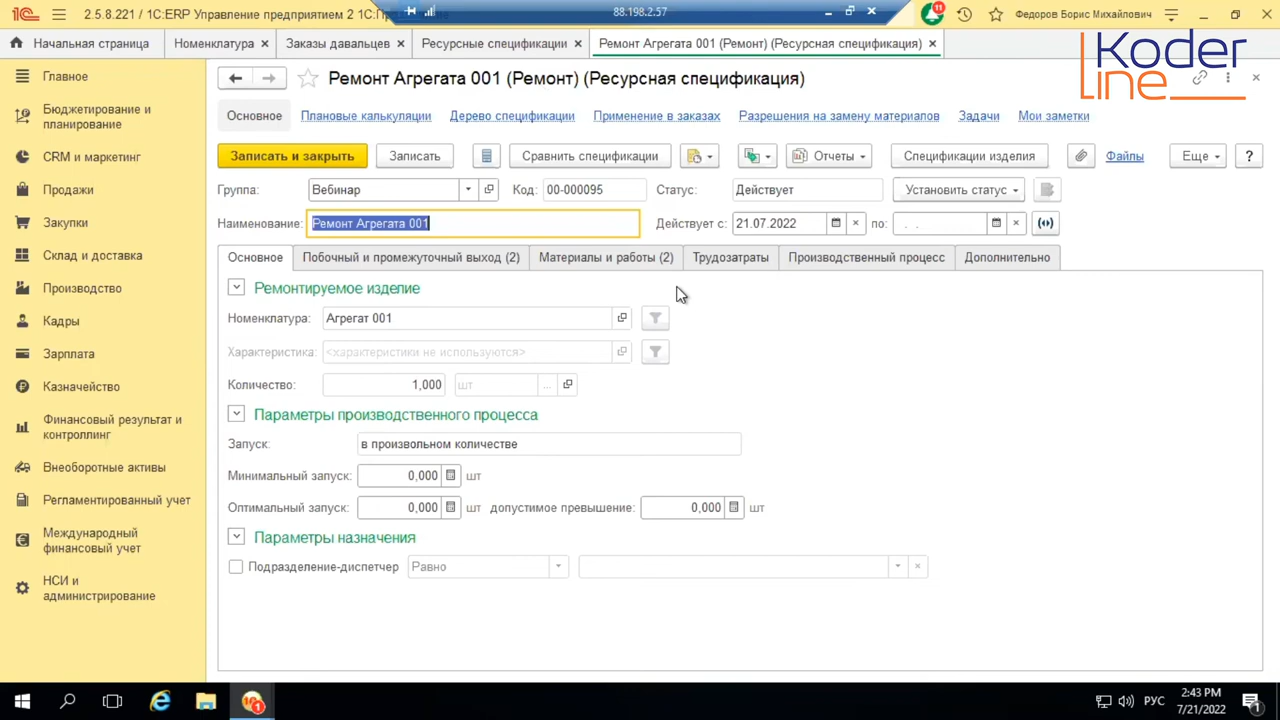 2.5.8.221 / 1С:ERP Управление предприятием 2 1С:П
88.198.2.57
11
Федоров Борис Михайлович
Начальная страница
Номенклатура
Заказы давальцев
Ресурсные спецификации
Ремонт Агрегата 001 (Ремонт) (Ресурсная спецификация)
Koder
line
Главное
Бюджетирование и
планирование
CRM и маркетинг
Продажи
Закупки
Склад и доставка
Производство
Кадры
Зарплата
Казначейство
Финансовый результат и
контроллинг
Внеоборотные активы
Регламентированный учет
Международный
финансовый учет
НСИ и
администрирование
Ремонт Агрегата 001 (Ремонт) (Ресурсная спецификация)
Основное
Плановые калькуляции
Дерево спецификации
Применение в заказах
Разрешения на замену материалов
Задачи
Мои заметки
Записать и закрыть
Записать
Сравнить спецификации
Отчеты
Спецификации изделия
Файлы
Еще
?
Группа:
Вебинар
Код:
00-000095
Статус:
Действует
Установить статус
Наименование:
Ремонт Агрегата 001
Действует с:
21.07.2022
по:
. .
Основное
Побочный и промежуточный выход (2)
Материалы и работы (2)
Трудозатраты
Производственный процесс
Дополнительно
Ремонтируемое изделие
Номенклатура:
Агрегат 001
Характеристика:
<характеристики не используются>
Количество:
1,000
шт
...
Параметры производственного процесса
Запуск:
в произвольном количестве
Минимальный запуск:
0,000
шт
Оптимальный запуск:
0,000
шт
допустимое превышение:
0,000
шт
Параметры назначения
Подразделение-диспетчер
Равно
РУС
2:43 PM
7/21/2022